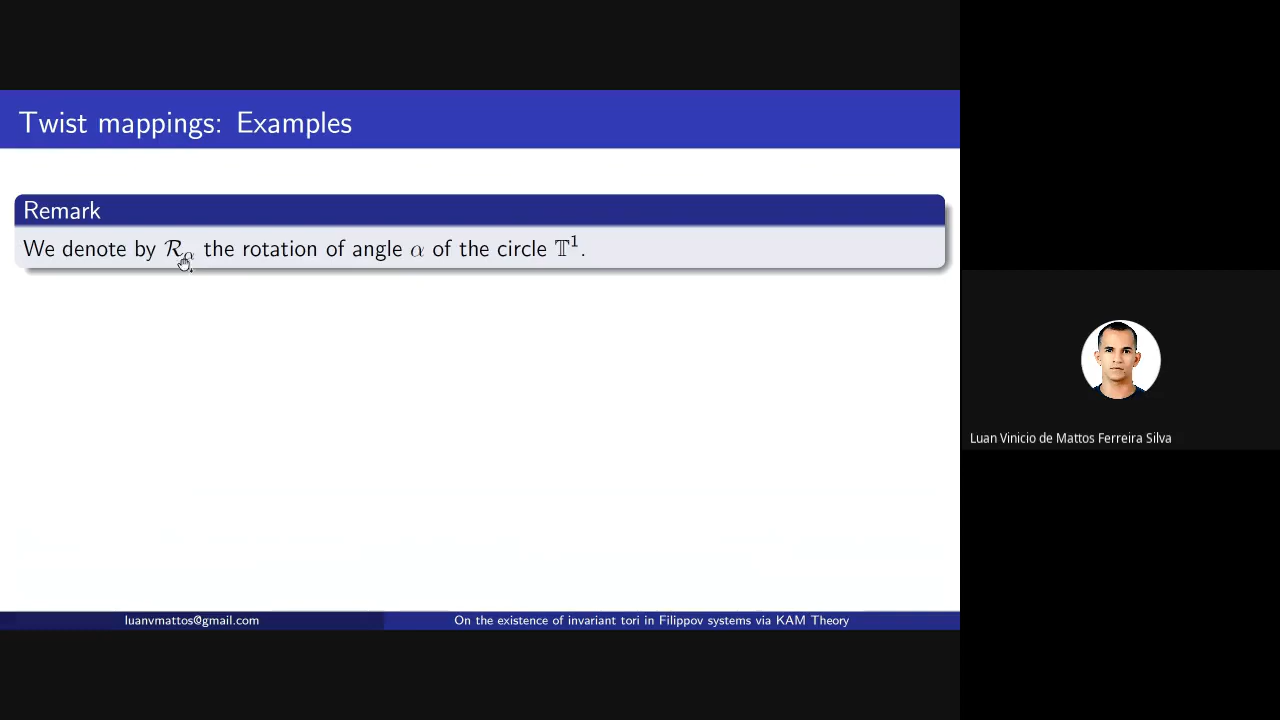 Twist mappings: Examples
Remark
We denote by ℛ_α the rotation of angle α of the circle 𝕋¹.
Luan Vinicio de Mattos Ferreira Silva
luanvmattos@gmail.com
On the existence of invariant tori in Filippov systems via KAM Theory